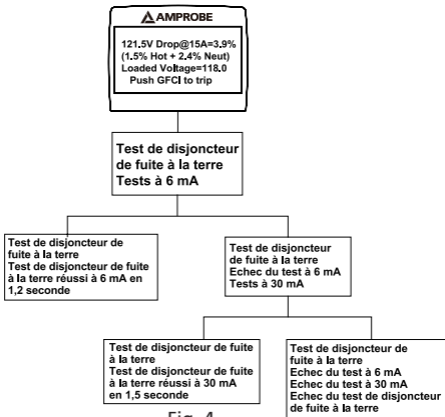 AMPROBE
121.5V Drop@15A=3.9%
(1.5% Hot + 2.4% Neut)
Loaded Voltage=118.0
Push GFCI to trip
Test de disjoncteur
de fuite à la terre
Tests à 6 mA
Test de disjoncteur de
fuite à la terre
Test de disjoncteur de fuite
à la terre réussi à 6 mA en
1,2 seconde
Test de disjoncteur
de fuite à la terre
Echec du test à 6 mA
Tests à 30 mA
Test de disjoncteur de fuite
à la terre
Test de disjoncteur de fuite
à la terre réussi à 30 mA
en 1,5 seconde
Test de disjoncteur de
fuite à la terre
Echec du test à 6 mA
Echec du test à 30 mA
Echec du test de disjoncteur
de fuite à la terre
Fig. 4